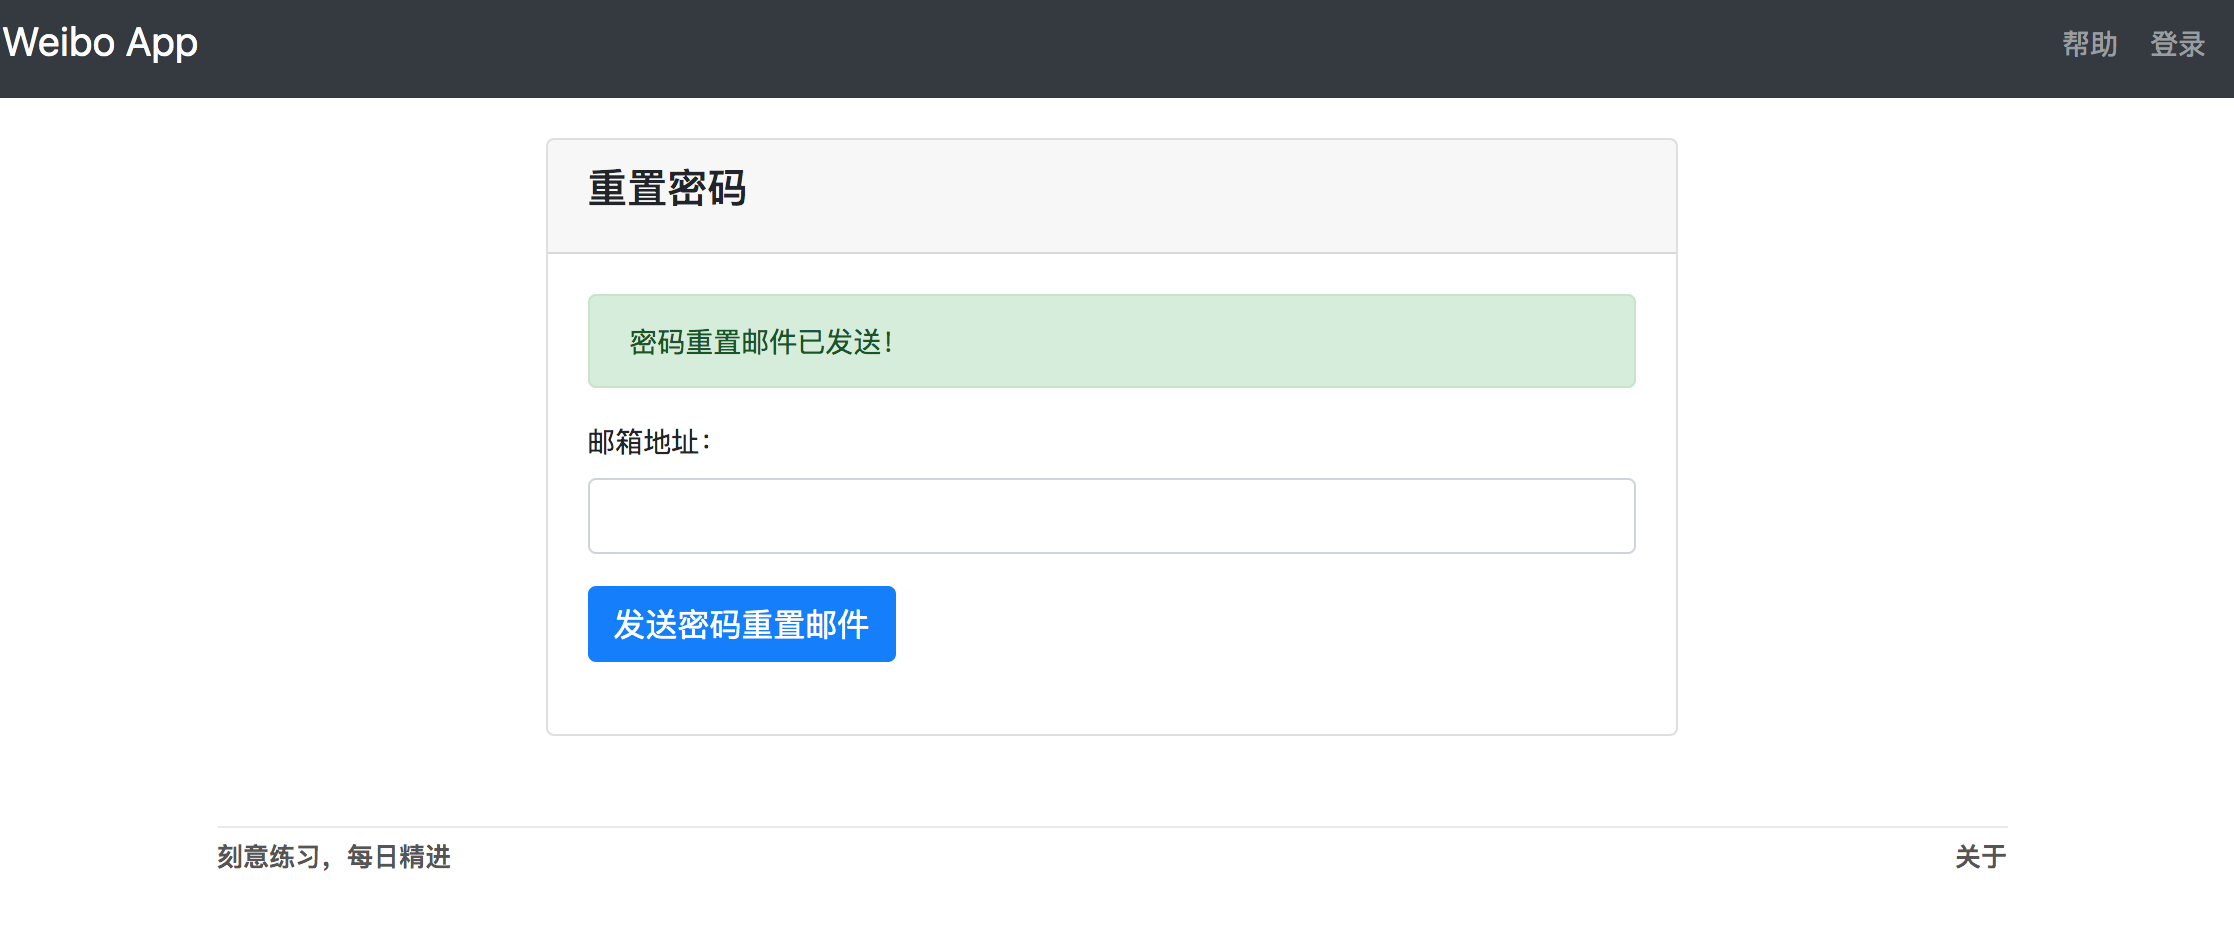 Weibo App
帮助 登录
重置密码
密码重置邮件已发送！
邮箱地址：
发送密码重置邮件
刻意练习，每日精进
关于